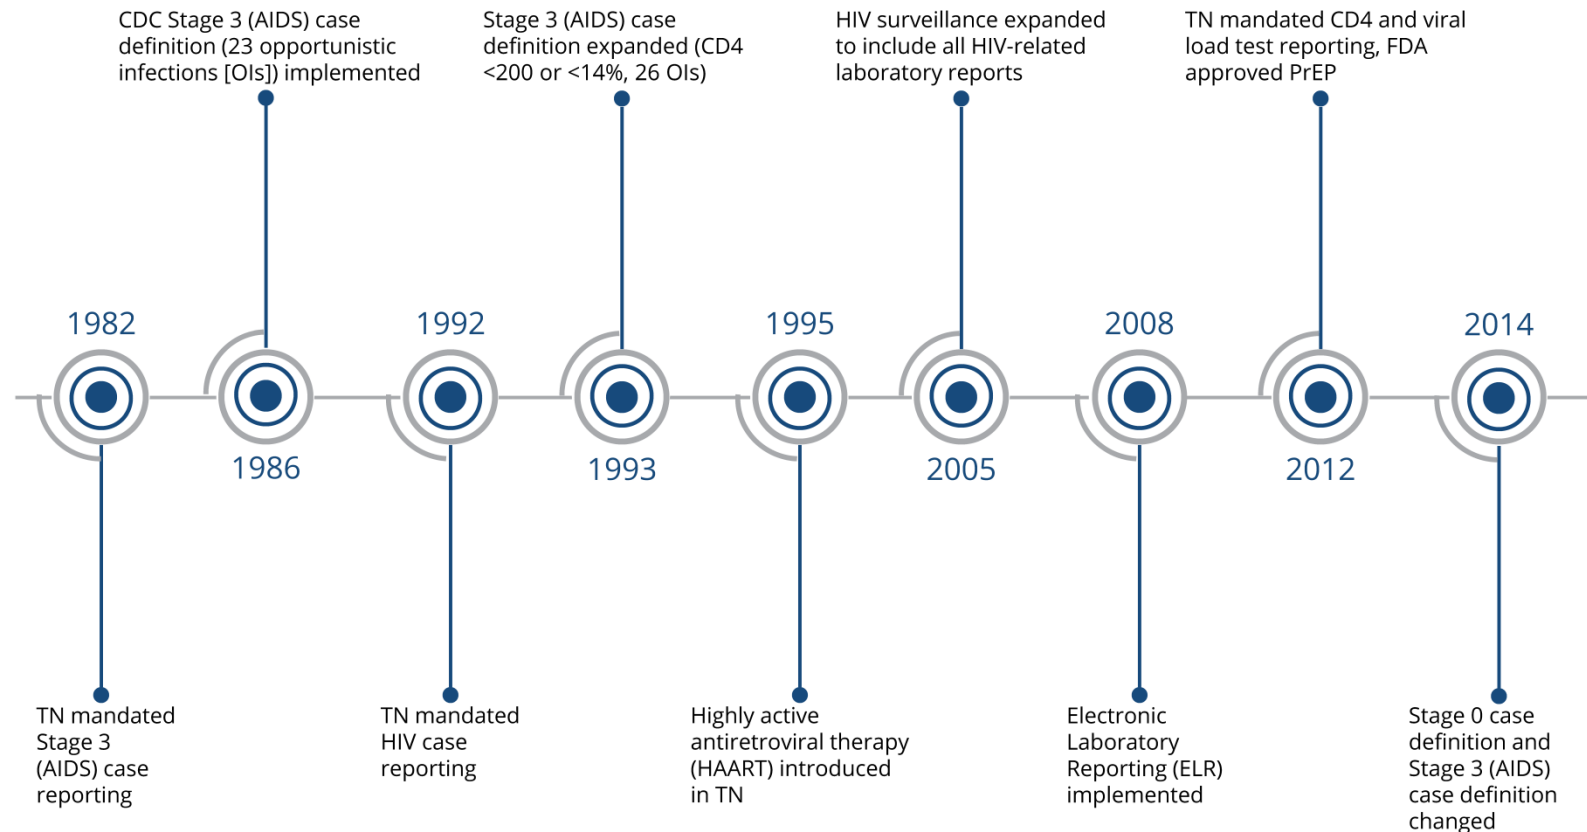 CDC Stage 3 (AIDS) case
definition (23 opportunistic
infections [OIs]) implemented
Stage 3 (AIDS) case
definition expanded (CD4
<200 or <14%, 26 OIs)
HIV surveillance expanded
to include all HIV-related
laboratory reports
TN mandated CD4 and viral
load test reporting, FDA
approved PrEP
1982
1992
1995
2008
2014
1986
1993
2005
2012
TN mandated
Stage 3
(AIDS) case
reporting
TN mandated
HIV case
reporting
Highly active
antiretroviral therapy
(HAART) introduced
in TN
Electronic
Laboratory
Reporting (ELR)
implemented
Stage 0 case
definition and
Stage 3 (AIDS)
case definition
changed